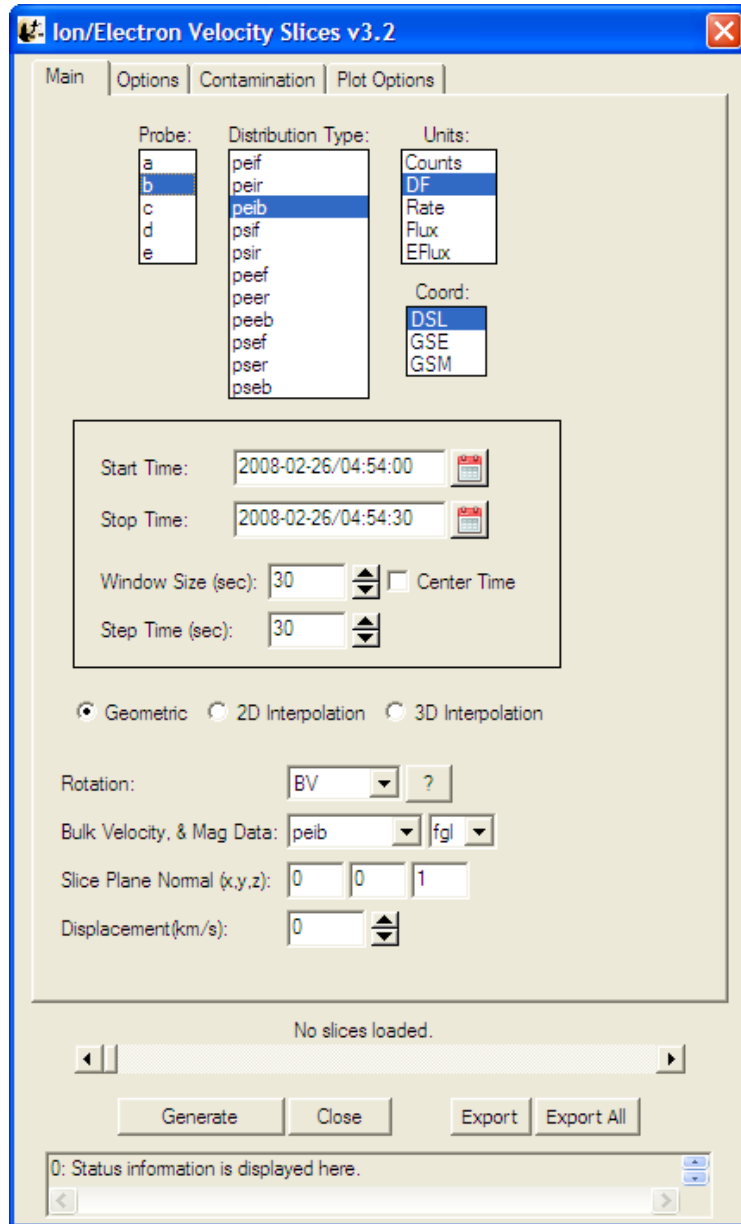 Ion/Electron Velocity Slices v3.2
Main Options Contamination Plot Options
Probe: Distribution Type: Units:
a peif Counts
b peir DF
c peib Rate
d psif Flux
e psir EFlux
peef
peer Coord:
peeb DSL
psef GSE
pser GSM
pseb
Start Time: 2008-02-26/04:54:00
Stop Time: 2008-02-26/04:54:30
Window Size (sec): 30 Center Time
Step Time (sec): 30
Geometric 2D Interpolation 3D Interpolation
Rotation: BV ?
Bulk Velocity, & Mag Data: peib fgl
Slice Plane Normal (x,y,z): 0 0 1
Displacement(km/s): 0
No slices loaded.
Generate Close Export Export All
0: Status information is displayed here.